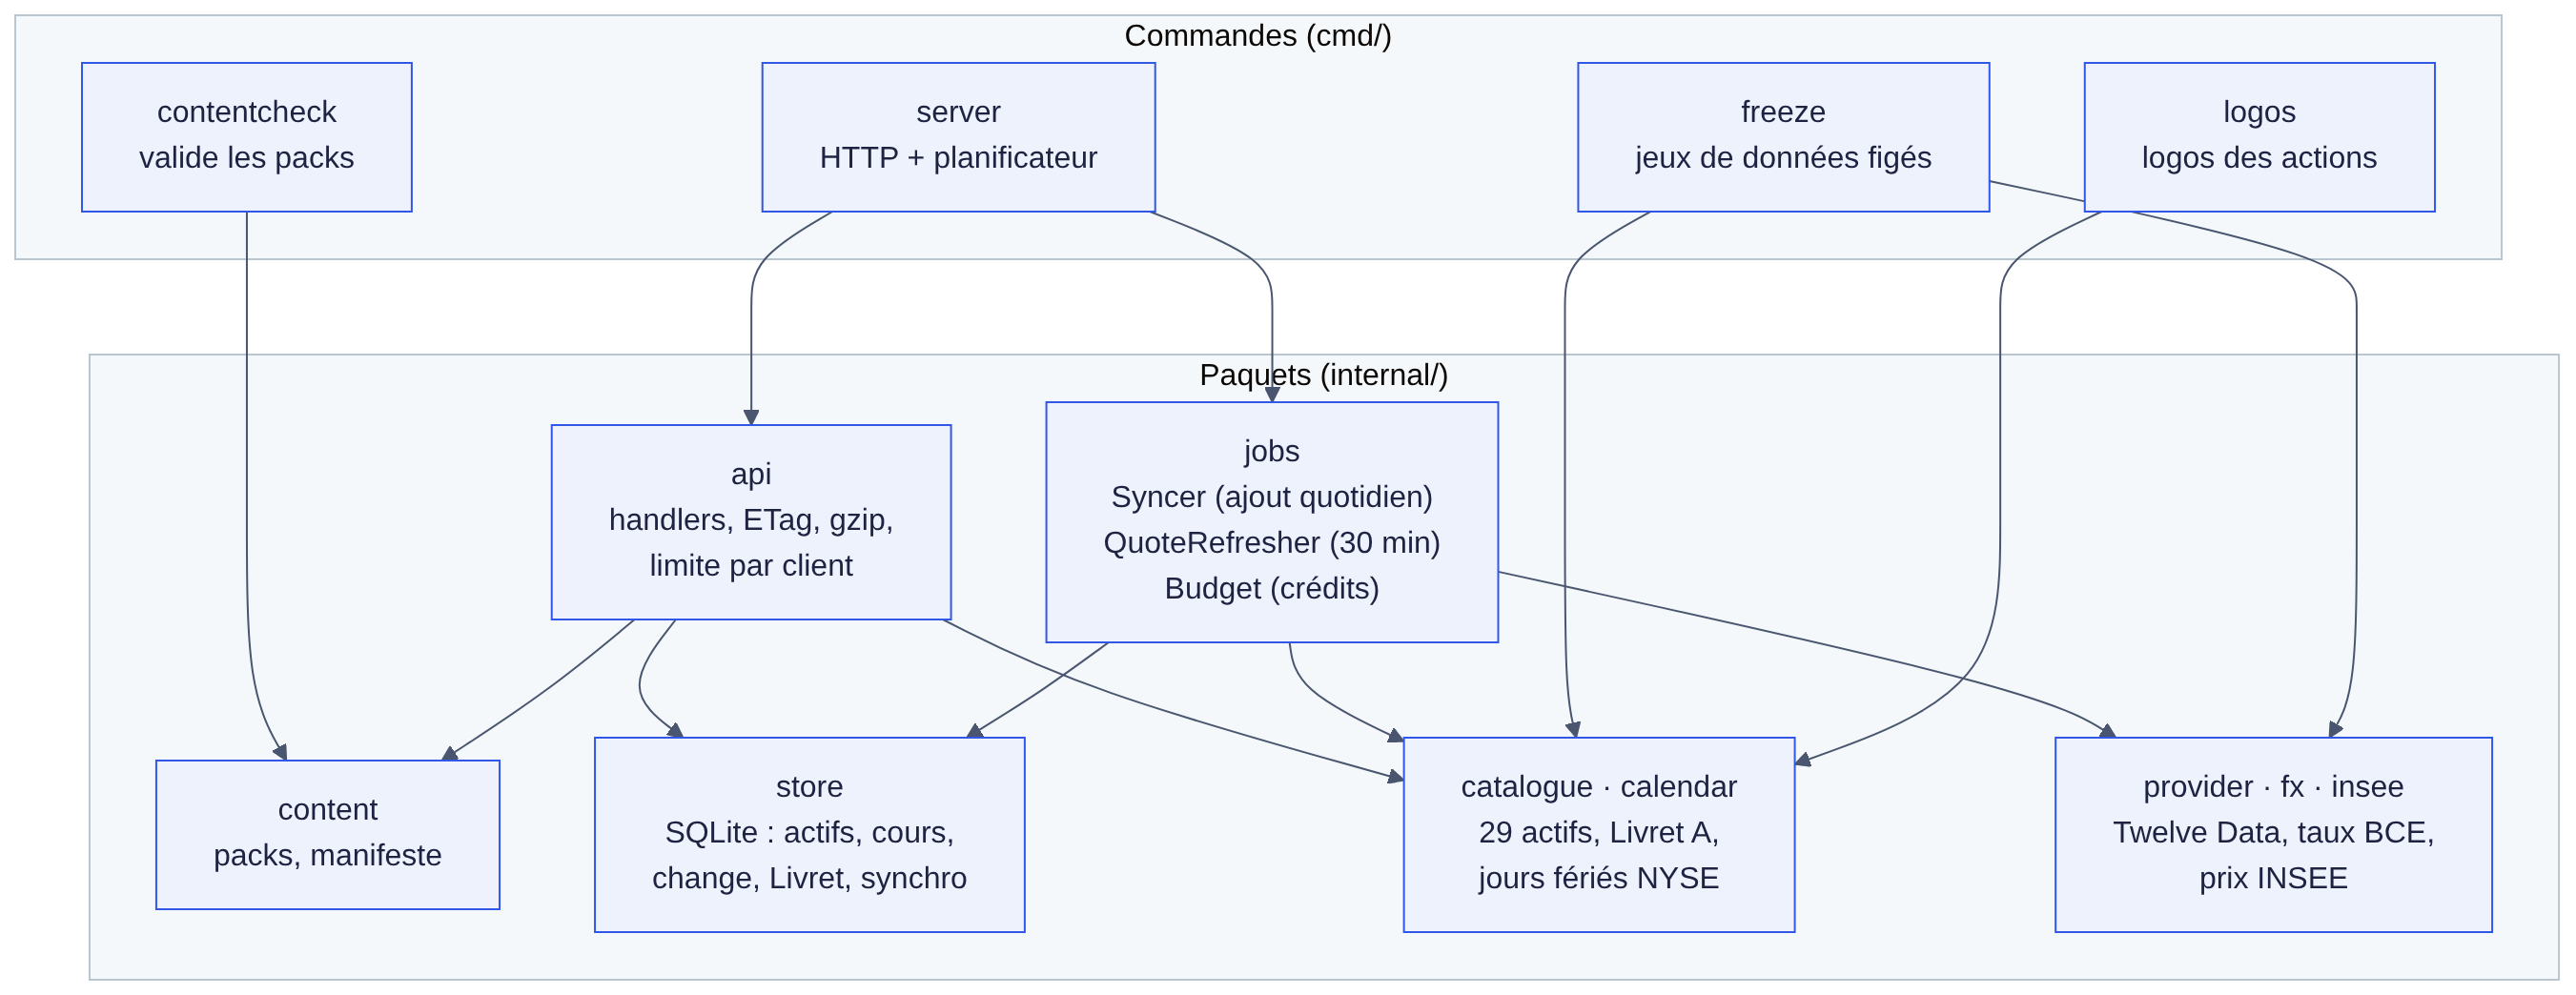 Commandes (cmd/)
contentcheck
valide les packs
server
HTTP + planificateur
freeze
jeux de données figés
logos
logos des actions
Paquets (internal/)
api
handlers, ETag, gzip,
limite par client
jobs
Syncer (ajout quotidien)
QuoteRefresher (30 min)
Budget (crédits)
content
packs, manifeste
store
SQLite : actifs, cours,
change, Livret, synchro
catalogue · calendar
29 actifs, Livret A,
jours fériés NYSE
provider · fx · insee
Twelve Data, taux BCE,
prix INSEE